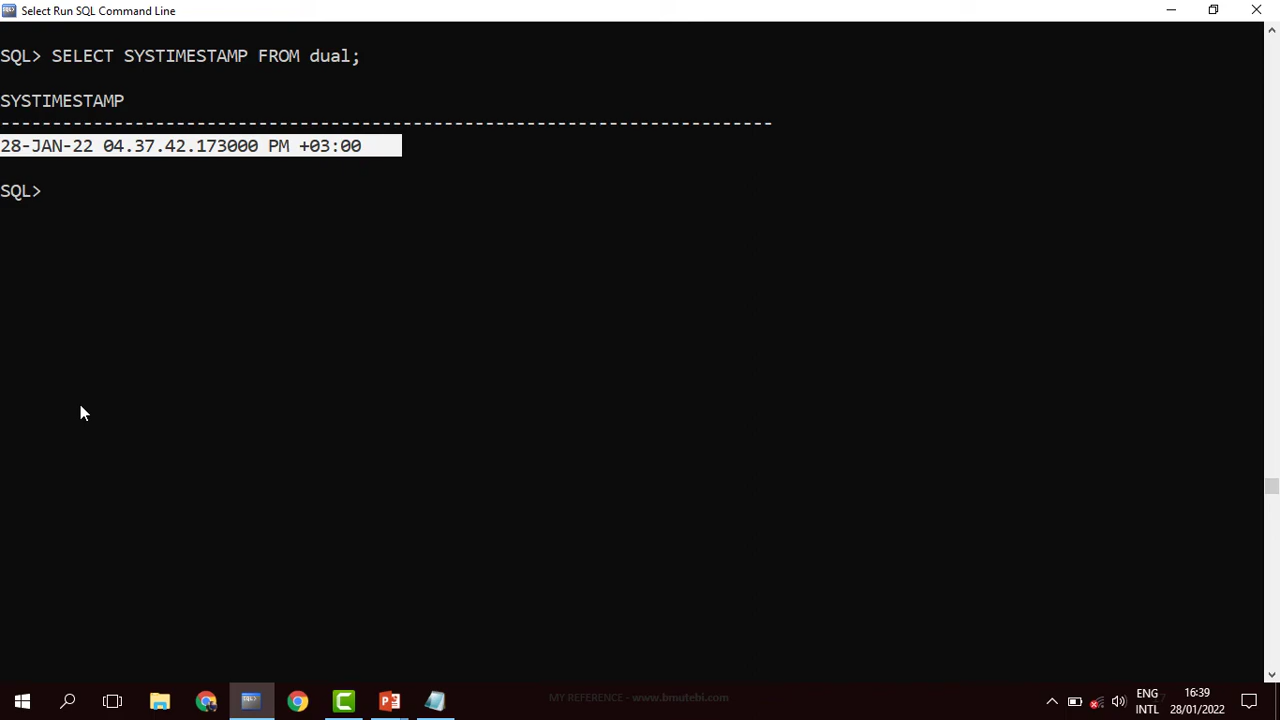 Select Run SQL Command Line
SQL> SELECT SYSTIMESTAMP FROM dual;
SYSTIMESTAMP
---------------------------------------------------------------------------
28-JAN-22 04.37.42.173000 PM +03:00
SQL>
MY REFERENCE - www.bmutebi.com
ENG
INTL
16:39
28/01/2022